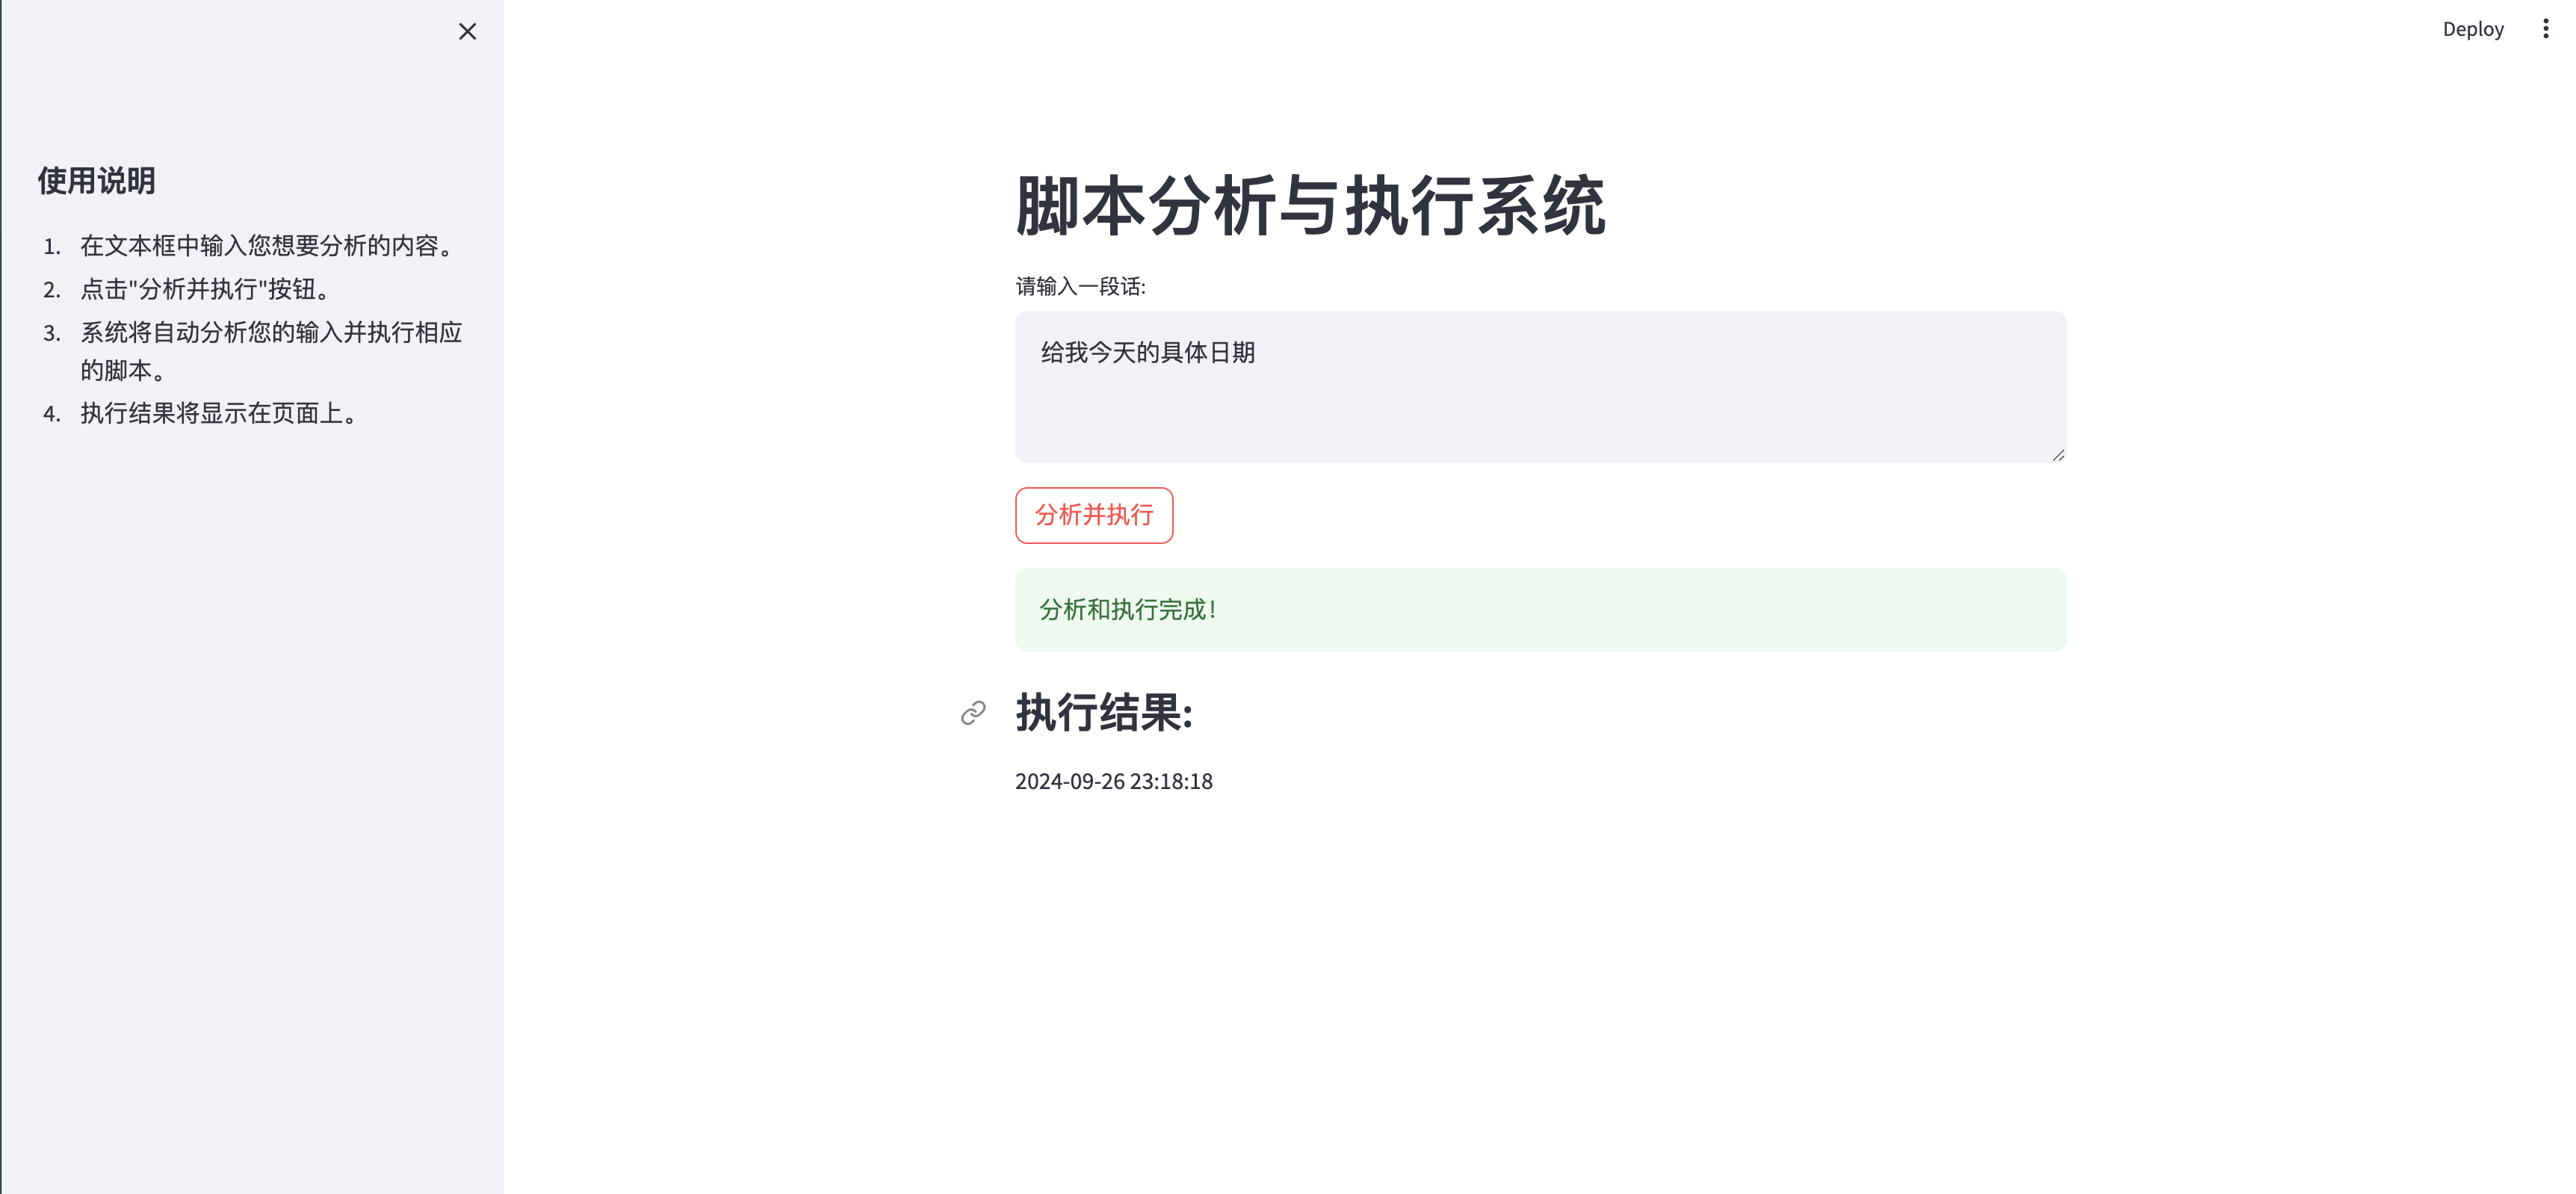 Deploy
使用说明
1. 在文本框中输入您想要分析的内容。
2. 点击"分析并执行"按钮。
3. 系统将自动分析您的输入并执行相应
的脚本。
4. 执行结果将显示在页面上。
脚本分析与执行系统
请输入一段话:
给我今天的具体日期
分析并执行
分析和执行完成！
执行结果:
2024-09-26 23:18:18